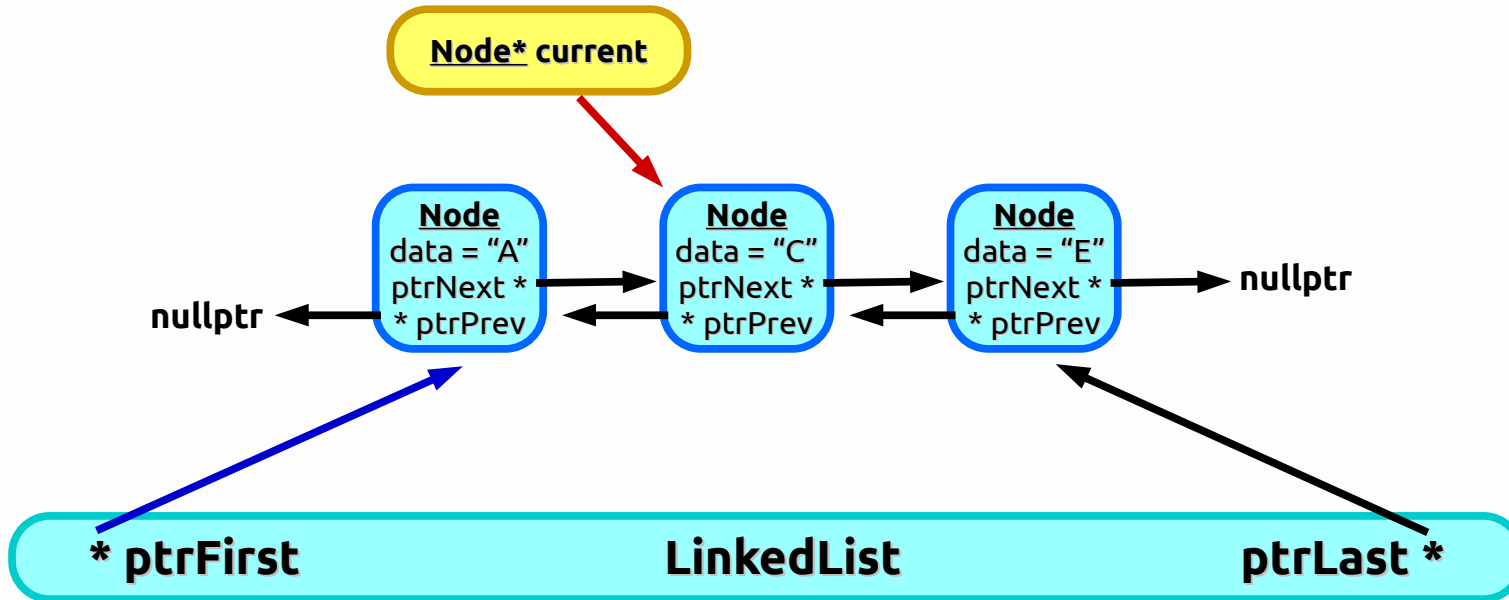 Node* current
Node
data = “A”
ptrNext *
* ptrPrev
Node
data = “C”
ptrNext *
* ptrPrev
Node
data = “E”
ptrNext *
* ptrPrev
nullptr
nullptr
* ptrFirst
LinkedList
ptrLast *